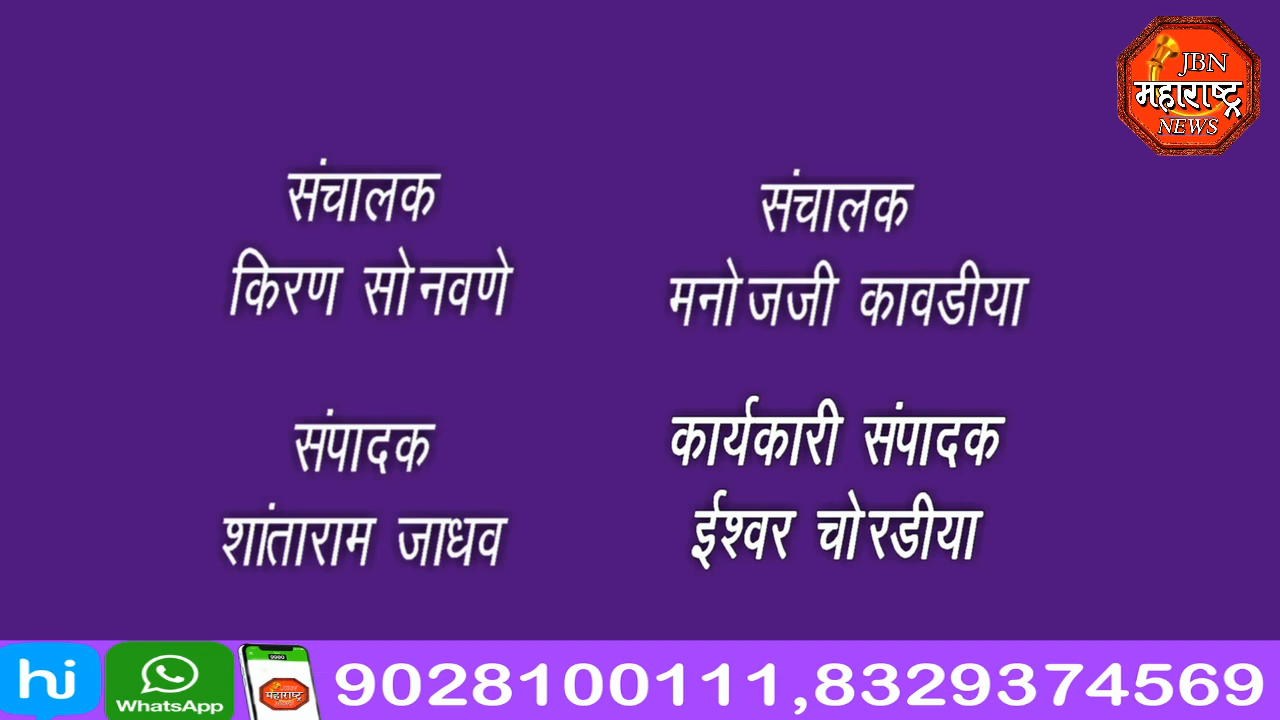 JBN
महाराष्ट्र
NEWS
संचालक
किरण सोनवणे
संचालक
मनोजजी कावडीया
संपादक
शांताराम जाधव
कार्यकारी संपादक
ईश्वर चोरडीया
hi
WhatsApp
महाराष्ट्र
9028100111,8329374569